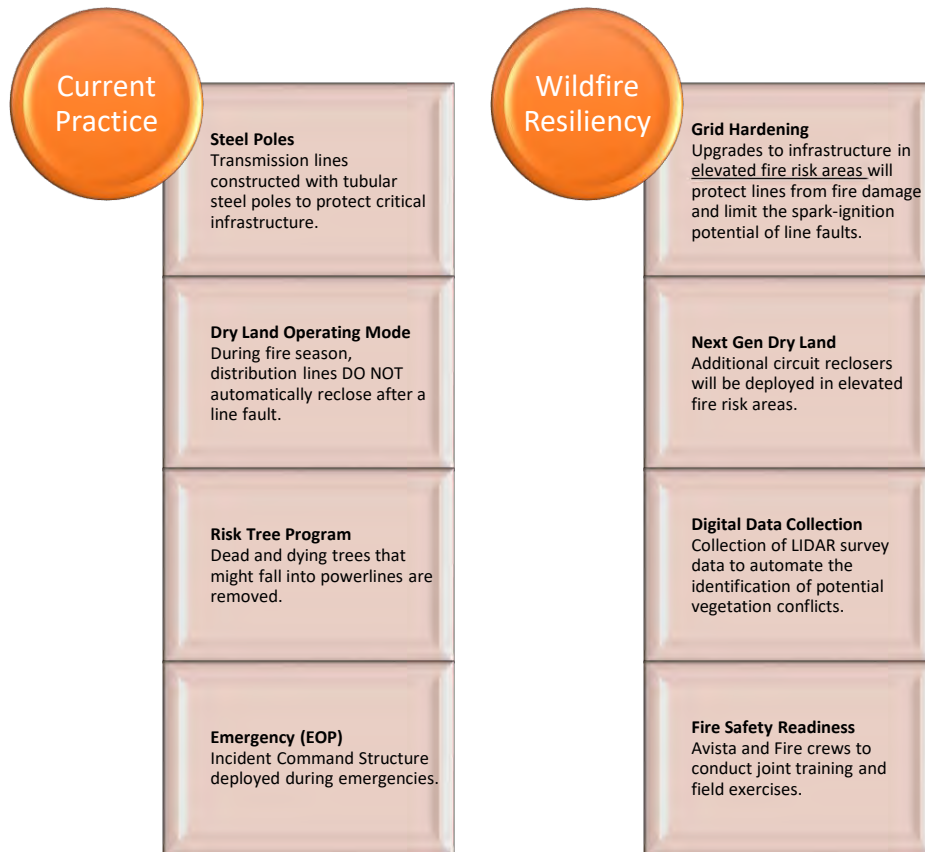 Current
Practice
Steel Poles
Transmission lines
constructed with tubular
steel poles to protect critical
infrastructure.
Dry Land Operating Mode
During fire season,
distribution lines DO NOT
automatically reclose after a
line fault.
Risk Tree Program
Dead and dying trees that
might fall into powerlines are
removed.
Emergency (EOP)
Incident Command Structure
deployed during emergencies.
Wildfire
Resiliency
Grid Hardening
Upgrades to infrastructure in
elevated fire risk areas will
protect lines from fire damage
and limit the spark-ignition
potential of line faults.
Next Gen Dry Land
Additional circuit reclosers
will be deployed in elevated
fire risk areas.
Digital Data Collection
Collection of LIDAR survey
data to automate the
identification of potential
vegetation conflicts.
Fire Safety Readiness
Avista and Fire crews to
conduct joint training and
field exercises.